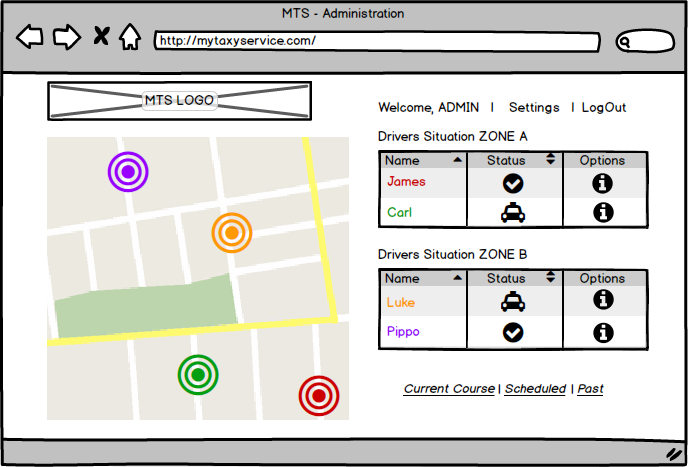 MTS - Administration
http://mytaxyservice.com/
MTS LOGO
Welcome, ADMIN | Settings | LogOut
Drivers Situation ZONE A
Name Status Options
James
Carl
Drivers Situation ZONE B
Name Status Options
Luke
Pippo
Current Course | Scheduled | Past